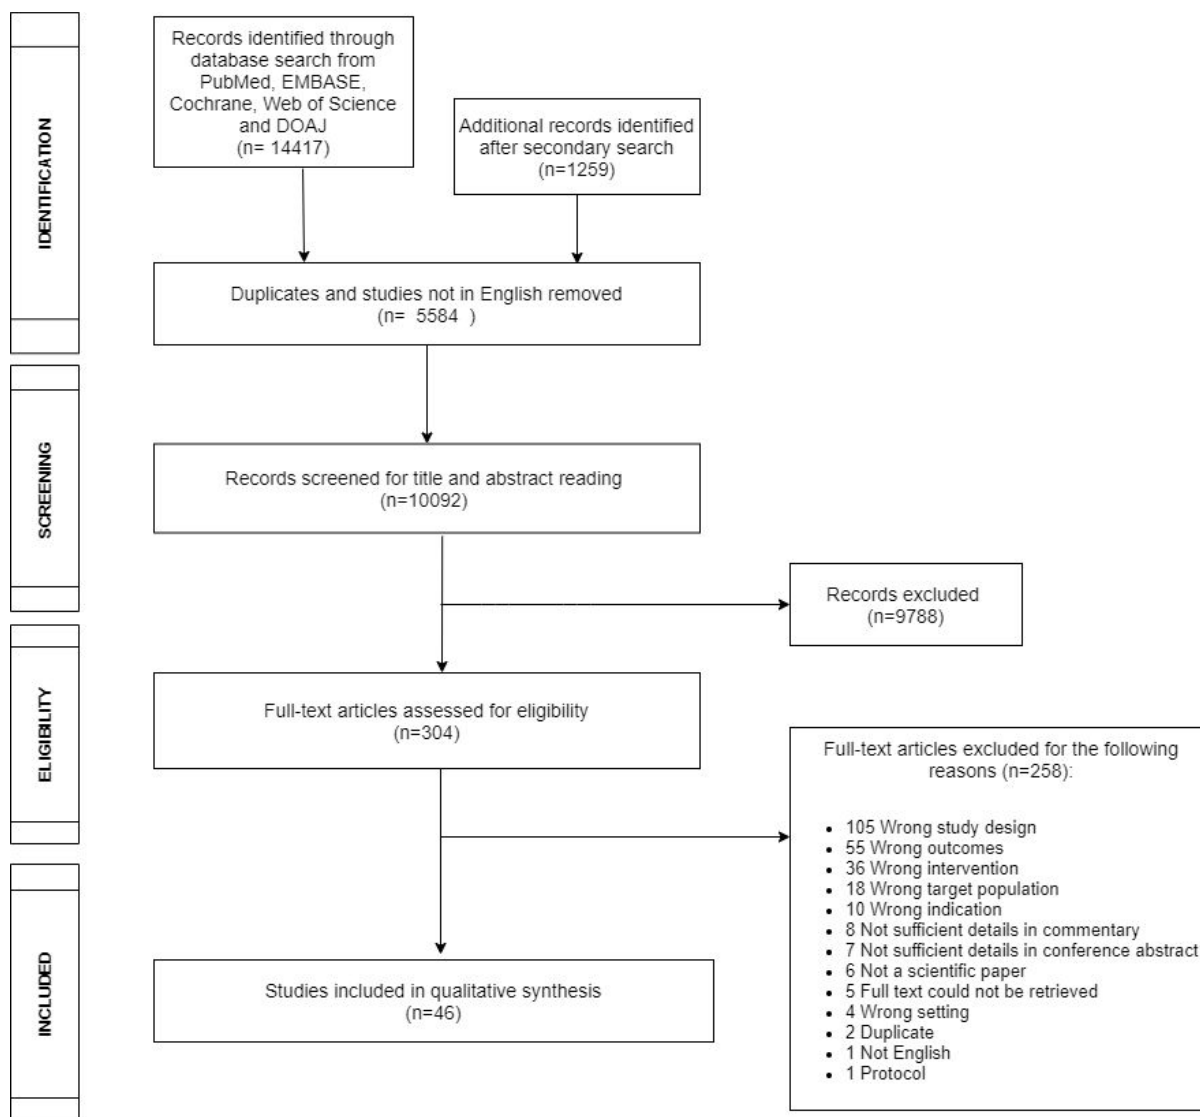 IDENTIFICATION
Records identified through
database search from
PubMed, EMBASE,
Cochrane, Web of Science
and DOAJ
(n= 14417)
Additional records identified
after secondary search
(n=1259)
Duplicates and studies not in English removed
(n= 5584 )
SCREENING
Records screened for title and abstract reading
(n=10092)
Records excluded
(n=9788)
ELIGIBILITY
Full-text articles assessed for eligibility
(n=304)
Full-text articles excluded for the following
reasons (n=258):
• 105 Wrong study design
• 55 Wrong outcomes
• 36 Wrong intervention
• 18 Wrong target population
• 10 Wrong indication
• 8 Not sufficient details in commentary
• 7 Not sufficient details in conference abstract
• 6 Not a scientific paper
• 5 Full text could not be retrieved
• 4 Wrong setting
• 2 Duplicate
• 1 Not English
• 1 Protocol
INCLUDED
Studies included in qualitative synthesis
(n=46)